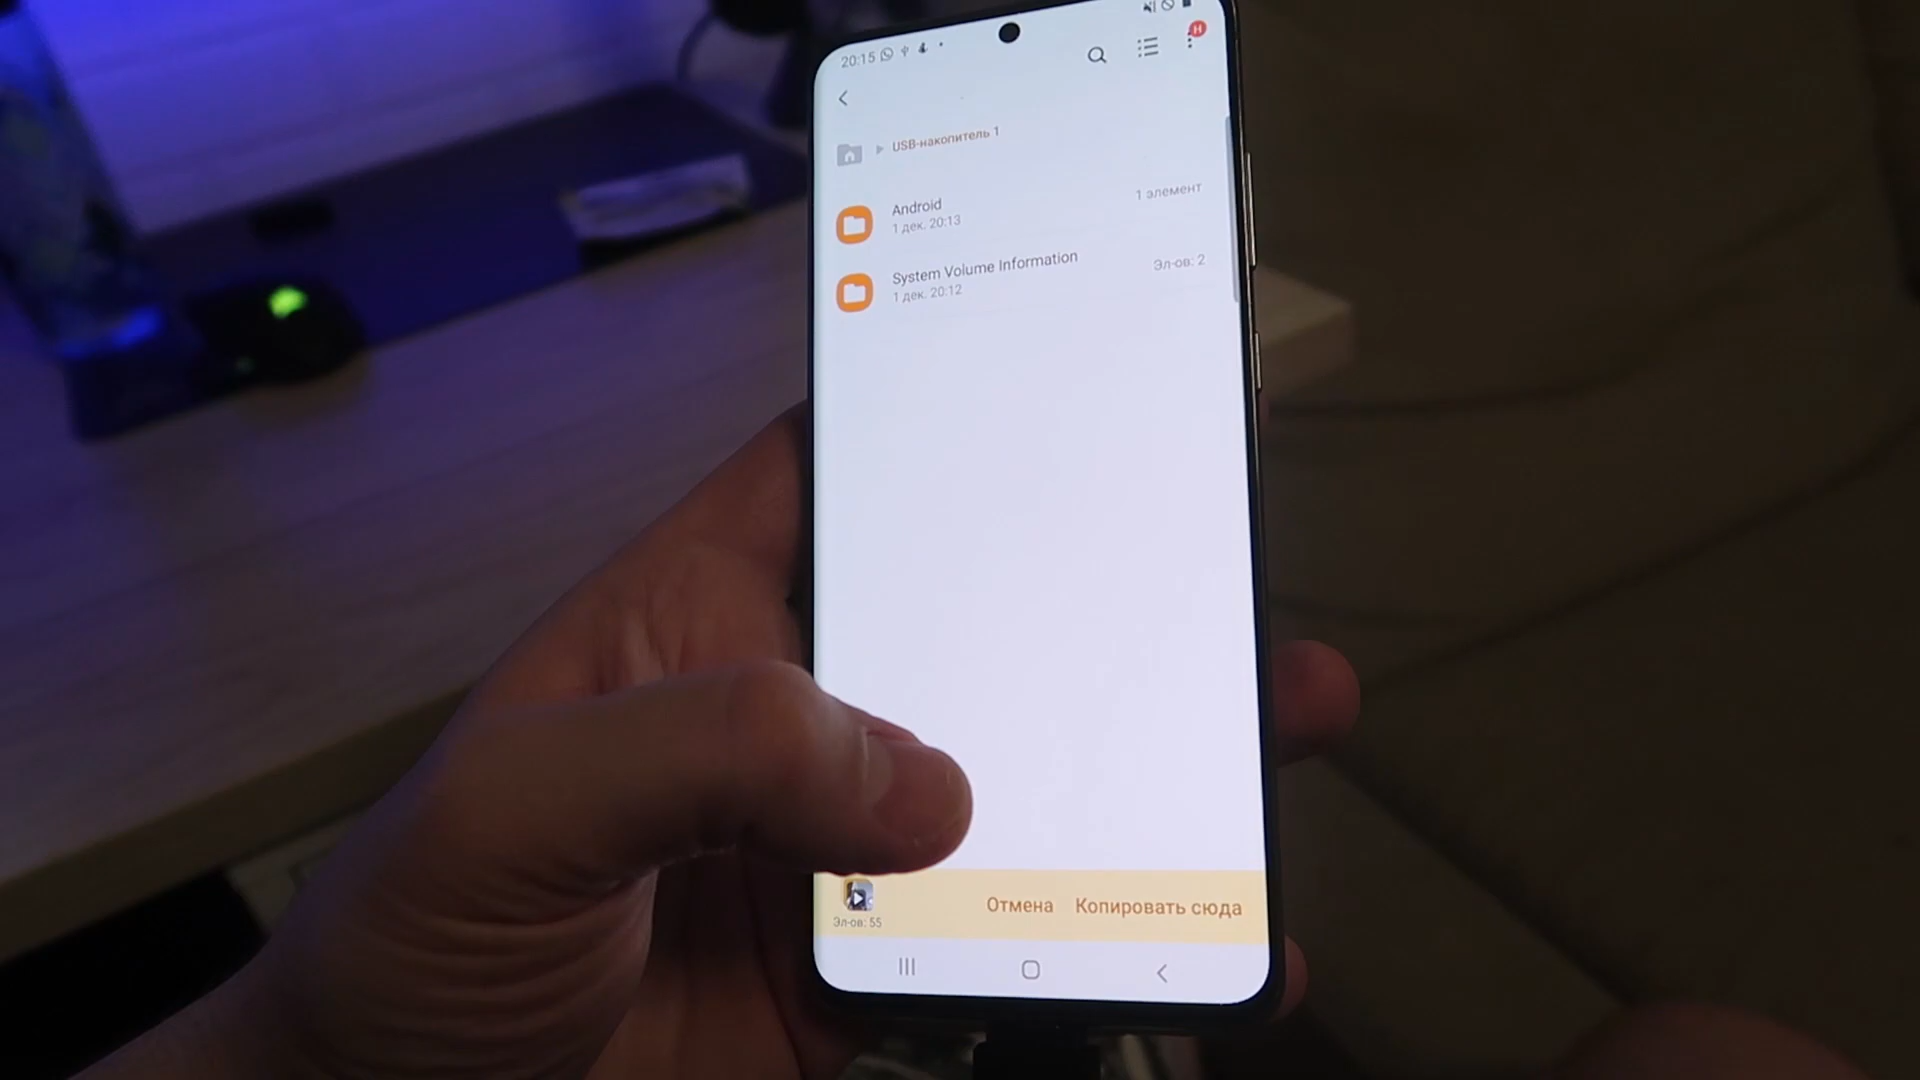 20:15
H
USB-накопитель 1
Android
1 элемент
1 дек. 20:13
System Volume Information
Эл-ов: 2
1 дек. 20:12
Отмена
Копировать сюда
Эл-ов: 55